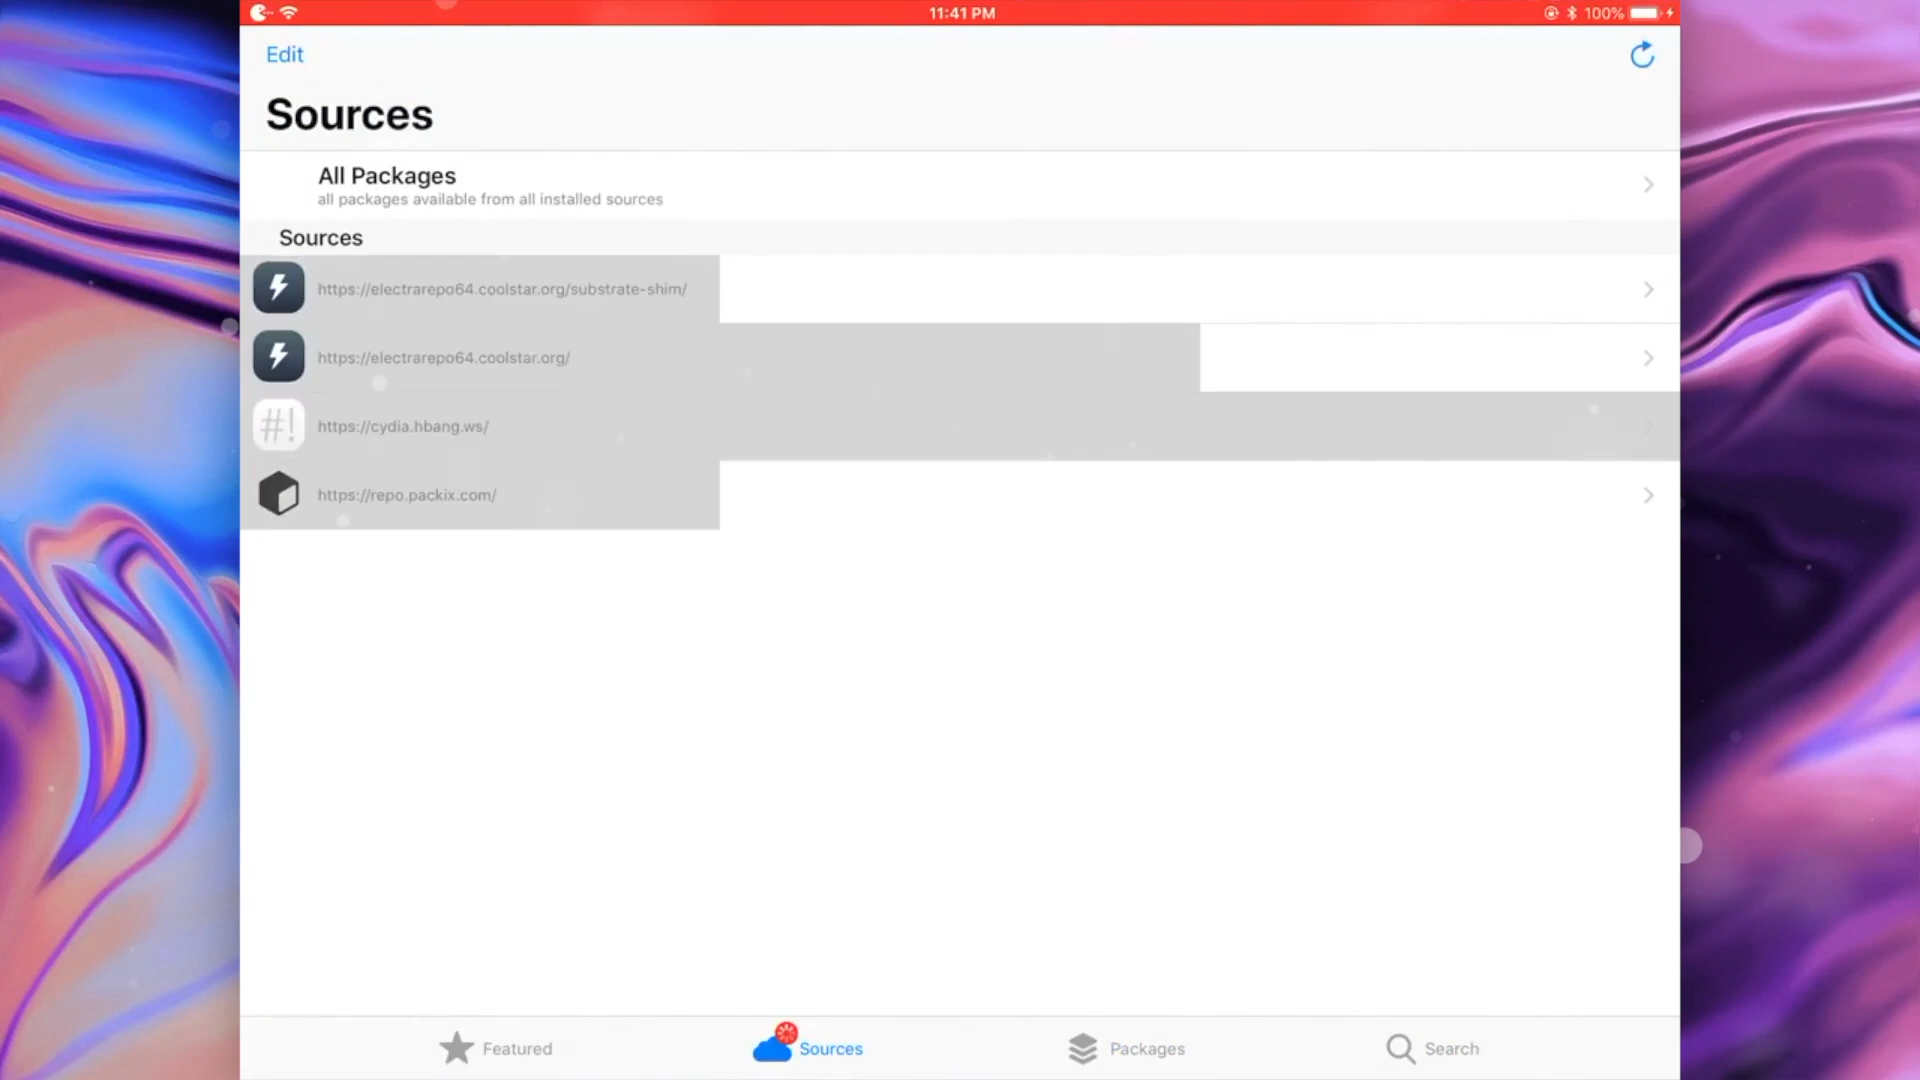 11:41 PM
100%
Edit
Sources
All Packages
all packages available from all installed sources
Sources
https://electrarepo64.coolstar.org/substrate-shim/
https://electrarepo64.coolstar.org/
#!
https://cydia.hbang.ws/
https://repo.packix.com/
Featured
Sources
Packages
Search